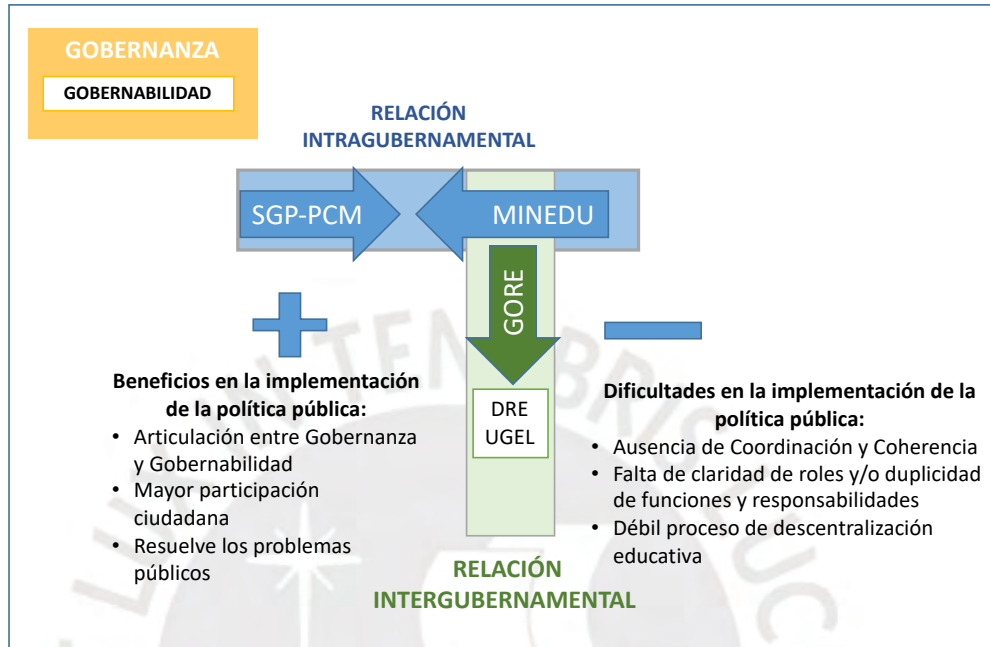 GOBERNANZA
GOBERNABILIDAD
RELACIÓN
INTRAGUBERNAMENTAL
SGP-PCM
MINEDU
GORE
DRE
UGEL
Beneficios en la implementación
de la política pública:
• Articulación entre Gobernanza
y Gobernabilidad
• Mayor participación
ciudadana
• Resuelve los problemas
públicos
Dificultades en la implementación de la
política pública:
• Ausencia de Coordinación y Coherencia
• Falta de claridad de roles y/o duplicidad
de funciones y responsabilidades
• Débil proceso de descentralización
educativa
RELACIÓN
INTERGUBERNAMENTAL